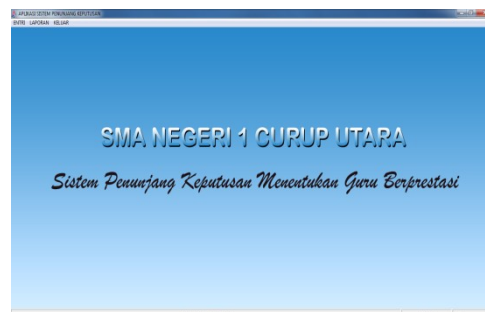 APLIKASI SISTEM PENUNJANG KEPUTUSAN
ENTRI LAPORAN KELUAR
SMA NEGERI 1 CURUP UTARA
Sistem Penunjang Keputusan Menentukan Guru Berprestasi